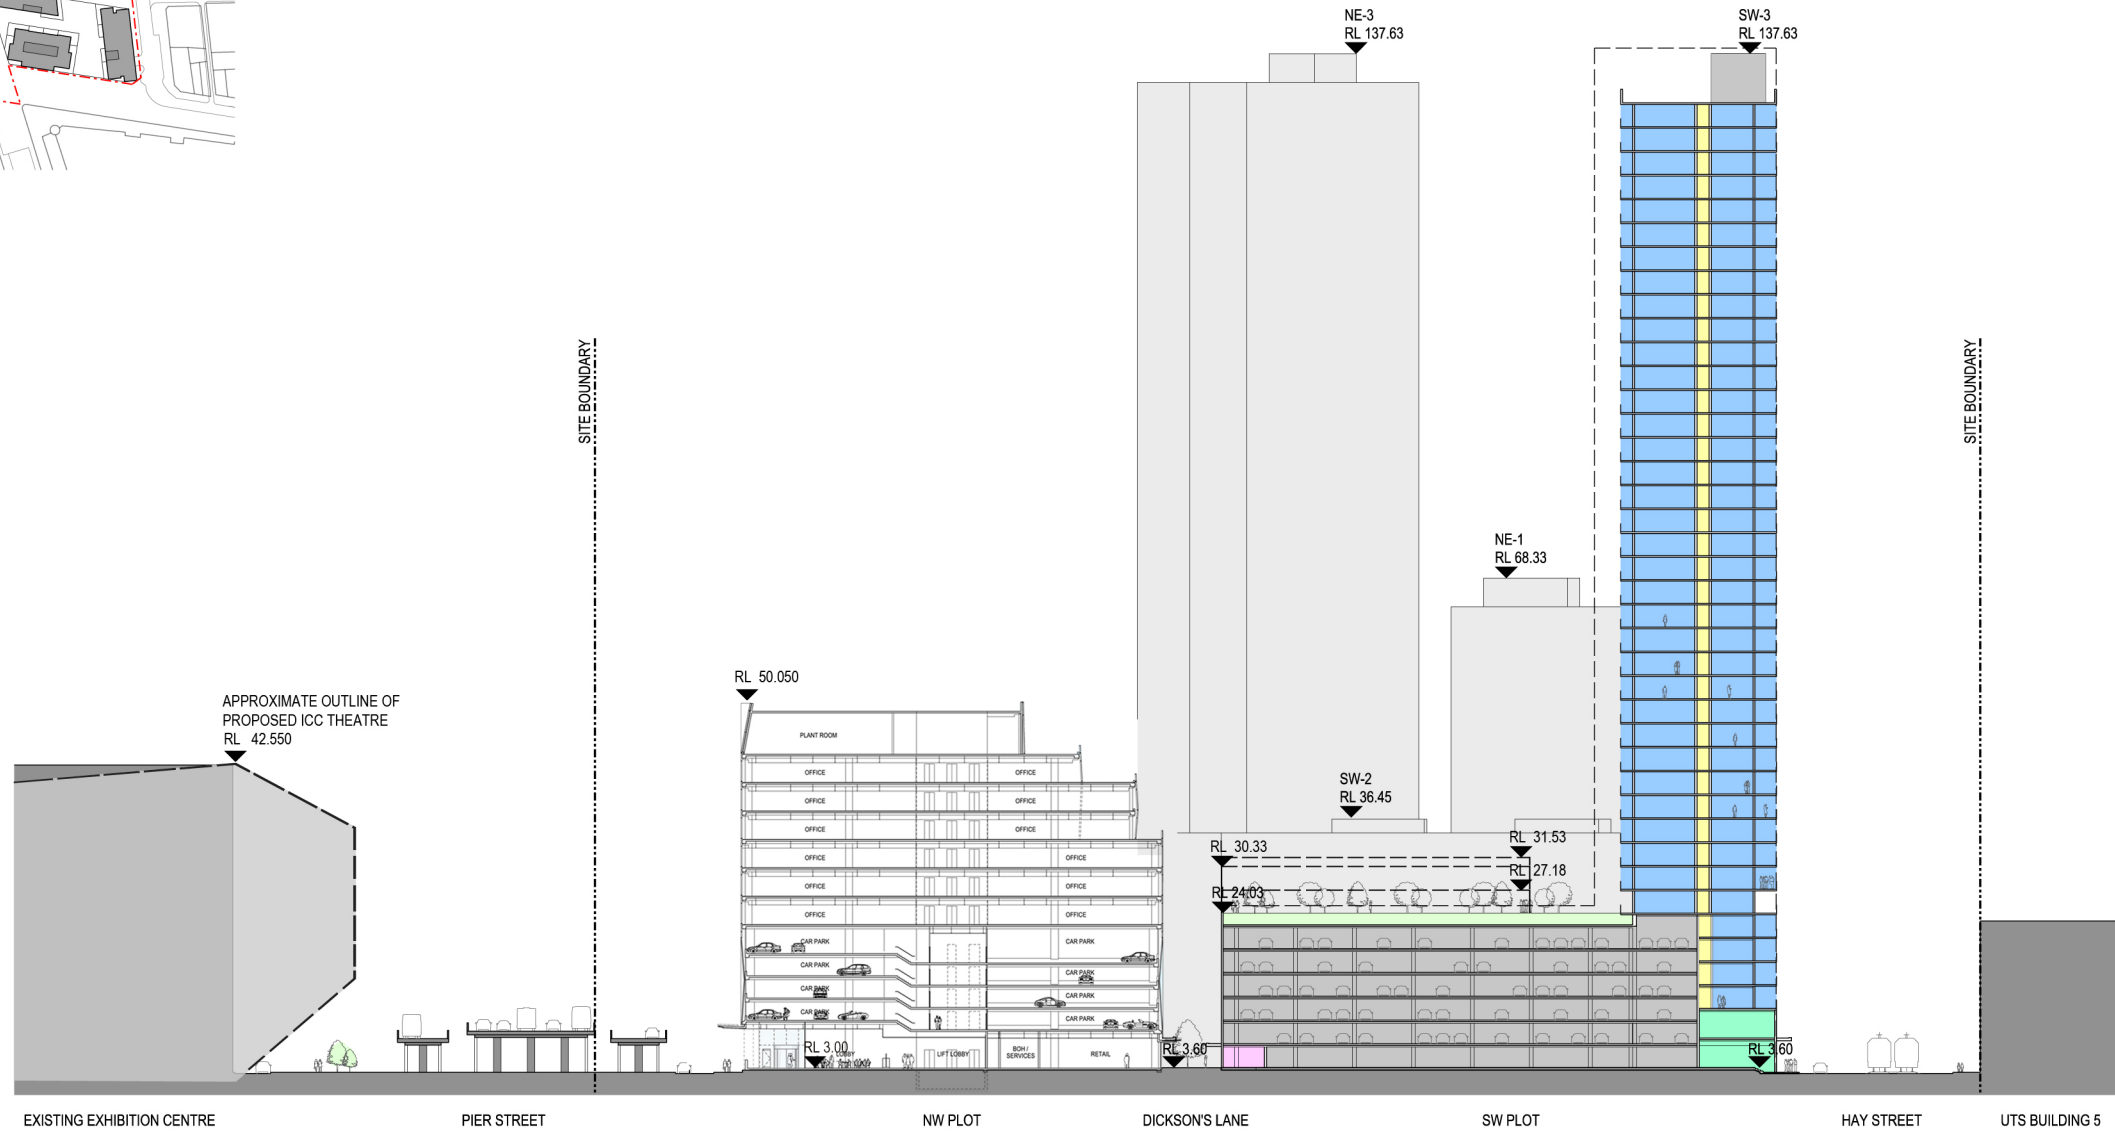 NE-3
RL 137.63
SW-3
RL 137.63
SITE BOUNDARY
SITE BOUNDARY
NE-1
RL 68.33
RL 50.050
APPROXIMATE OUTLINE OF
PROPOSED ICC THEATRE
RL 42.550
PLANT ROOM
OFFICE OFFICE
OFFICE OFFICE
OFFICE OFFICE
OFFICE OFFICE
OFFICE OFFICE
OFFICE OFFICE
SW-2
RL 36.45
RL 30.33
RL 31.53
RL 27.18
RL 24.03
CAR PARK CAR PARK
CAR PARK CAR PARK
CAR PARK CAR PARK
CAR PARK CAR PARK
RL 3.00
LOBBY
LIFT LOBBY
BOH /
SERVICES
RETAIL
RL 3.60
RL 3.60
EXISTING EXHIBITION CENTRE
PIER STREET
NW PLOT
DICKSON'S LANE
SW PLOT
HAY STREET
UTS BUILDING 5